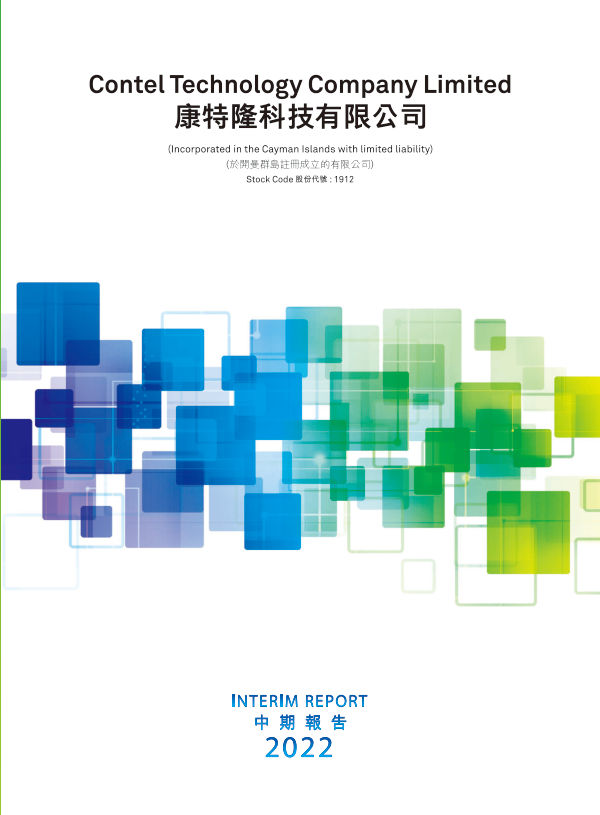 Contel Technology Company Limited
康特隆科技有限公司
(Incorporated in the Cayman Islands with limited liability)
(於開曼群島註冊成立的有限公司)
Stock Code 股份代號 : 1912
INTERIM REPORT
中期報告
2022